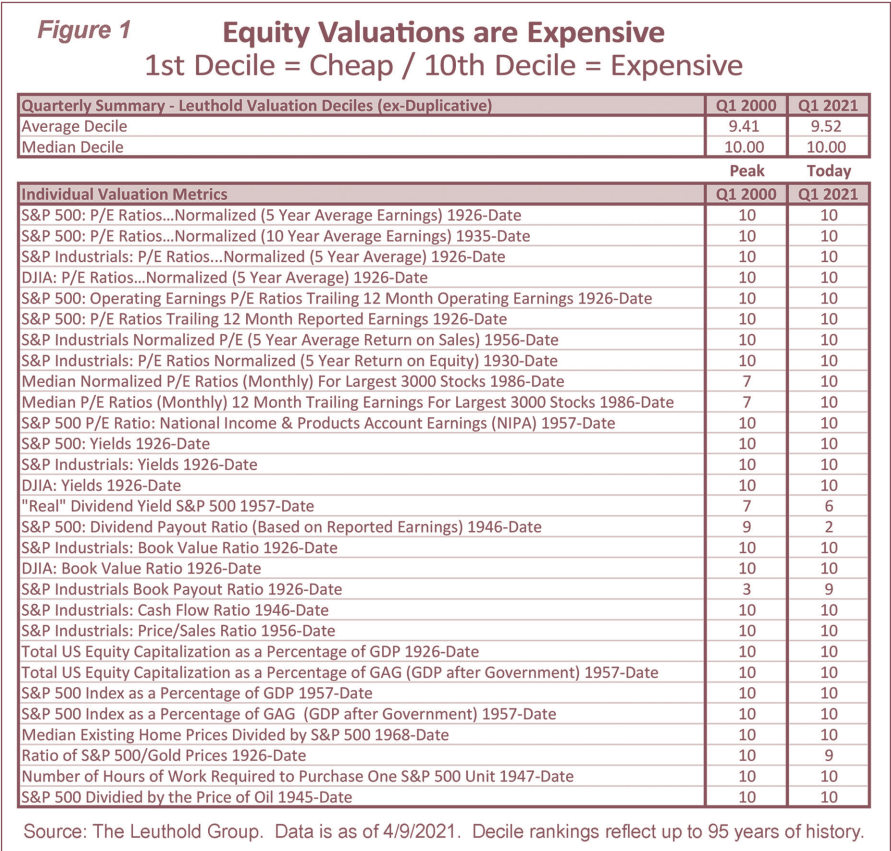 Figure 1
Equity Valuations are Expensive
1st Decile = Cheap / 10th Decile = Expensive
Quarterly Summary - Leuthold Valuation Deciles (ex-Duplicative) Q1 2000 Q1 2021
Average Decile 9.41 9.52
Median Decile 10.00 10.00
Peak Today
Individual Valuation Metrics Q1 2000 Q1 2021
S&P 500: P/E Ratios...Normalized (5 Year Average Earnings) 1926-Date 10 10
S&P 500: P/E Ratios...Normalized (10 Year Average Earnings) 1935-Date 10 10
S&P Industrials: P/E Ratios...Normalized (5 Year Average) 1926-Date 10 10
DJIA: P/E Ratios...Normalized (5 Year Average) 1926-Date 10 10
S&P 500: Operating Earnings P/E Ratios Trailing 12 Month Operating Earnings 1926-Date 10 10
S&P 500: P/E Ratios Trailing 12 Month Reported Earnings 1926-Date 10 10
S&P Industrials Normalized P/E (5 Year Average Return on Sales) 1956-Date 10 10
S&P Industrials: P/E Ratios Normalized (5 Year Return on Equity) 1930-Date 10 10
Median Normalized P/E Ratios (Monthly) For Largest 3000 Stocks 1986-Date 7 10
Median P/E Ratios (Monthly) 12 Month Trailing Earnings For Largest 3000 Stocks 1986-Date 7 10
S&P 500 P/E Ratio: National Income & Products Account Earnings (NIPA) 1957-Date 10 10
S&P 500: Yields 1926-Date 10 10
S&P Industrials: Yields 1926-Date 10 10
DJIA: Yields 1926-Date 10 10
"Real" Dividend Yield S&P 500 1957-Date 7 6
S&P 500: Dividend Payout Ratio (Based on Reported Earnings) 1946-Date 9 2
S&P Industrials: Book Value Ratio 1926-Date 10 10
DJIA: Book Value Ratio 1926-Date 10 10
S&P Industrials Book Payout Ratio 1926-Date 3 9
S&P Industrials: Cash Flow Ratio 1946-Date 10 10
S&P Industrials: Price/Sales Ratio 1956-Date 10 10
Total US Equity Capitalization as a Percentage of GDP 1926-Date 10 10
Total US Equity Capitalization as a Percentage of GAG (GDP after Government) 1957-Date 10 10
S&P 500 Index as a Percentage of GDP 1957-Date 10 10
S&P 500 Index as a Percentage of GAG (GDP after Government) 1957-Date 10 10
Median Existing Home Prices Divided by S&P 500 1968-Date 10 10
Ratio of S&P 500/Gold Prices 1926-Date 10 9
Number of Hours of Work Required to Purchase One S&P 500 Unit 1947-Date 10 10
S&P 500 Dividied by the Price of Oil 1945-Date 10 10
Source: The Leuthold Group. Data is as of 4/9/2021. Decile rankings reflect up to 95 years of history.